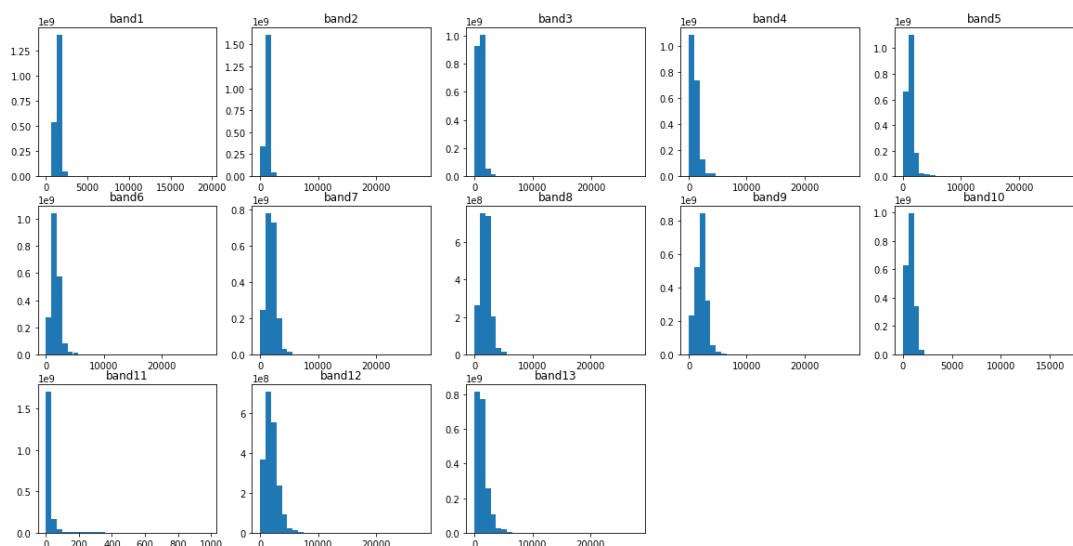 band1
1e9
1.25
1.00
0.75
0.50
0.25
0.00
0 5000 10000 15000 20000
band2
1e9
1.50
1.25
1.00
0.75
0.50
0.25
0.00
0 10000 20000
band3
1e9
1.0
0.8
0.6
0.4
0.2
0.0
0 10000 20000
band4
1e9
1.0
0.8
0.6
0.4
0.2
0.0
0 10000 20000
band5
1e9
1.0
0.8
0.6
0.4
0.2
0.0
0 10000 20000
band6
1e9
1.0
0.8
0.6
0.4
0.2
0.0
0 10000 20000
band7
1e9
0.8
0.6
0.4
0.2
0.0
0 10000 20000
band8
1e8
6
4
2
0
0 10000 20000
band9
1e9
0.8
0.6
0.4
0.2
0.0
0 10000 20000
band10
1e9
1.0
0.8
0.6
0.4
0.2
0.0
0 5000 10000 15000
band11
1e9
1.5
1.0
0.5
0.0
0 200 400 600 800 1000
band12
1e8
6
4
2
0
0 10000 20000
band13
1e9
0.8
0.6
0.4
0.2
0.0
0 10000 20000